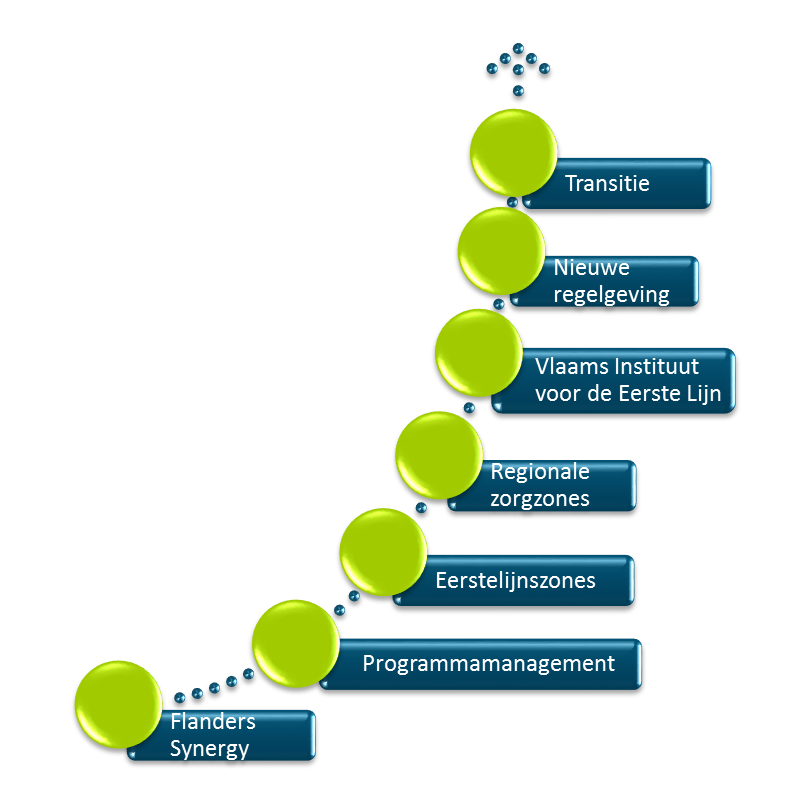 Transitie
Nieuwe
regelgeving
Vlaams Instituut
voor de Eerste Lijn
Regionale
zorgzones
Eerstelijnszones
Programmamanagement
Flanders
Synergy